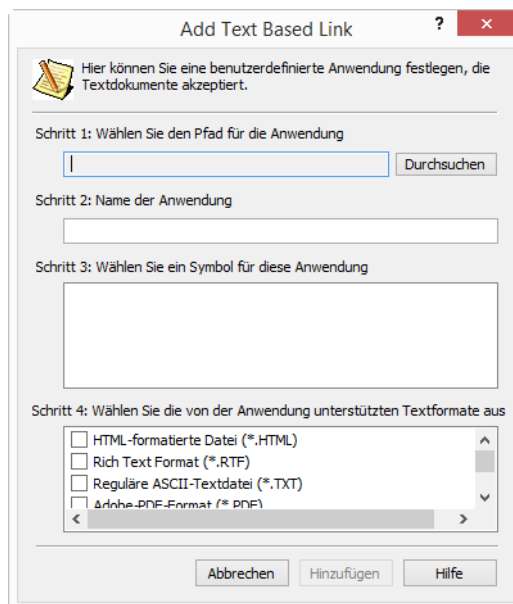 Add Text Based Link
?
Hier können Sie eine benutzerdefinierte Anwendung festlegen, die
Textdokumente akzeptiert.
Schritt 1: Wählen Sie den Pfad für die Anwendung
Durchsuchen
Schritt 2: Name der Anwendung
Schritt 3: Wählen Sie ein Symbol für diese Anwendung
Schritt 4: Wählen Sie die von der Anwendung unterstützten Textformate aus
HTML-formatierte Datei (*.HTML)
Rich Text Format (*.RTF)
Reguläre ASCII-Textdatei (*.TXT)
Adobe-PDF-Format (*.PDF)
Abbrechen Hinzufügen Hilfe